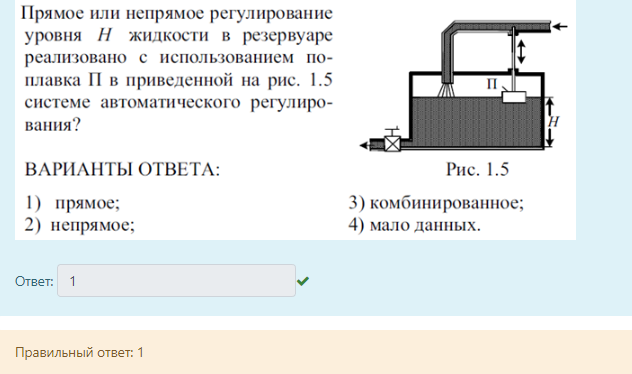 Прямое или непрямое регулирование
уровня H жидкости в резервуаре
реализовано с использованием по-
плавка П в приведенной на рис. 1.5
системе автоматического регулиро-
вания?
П
H
ВАРИАНТЫ ОТВЕТА:
Рис. 1.5
1) прямое;
3) комбинированное;
2) непрямое;
4) мало данных.
Ответ: 1
Правильный ответ: 1